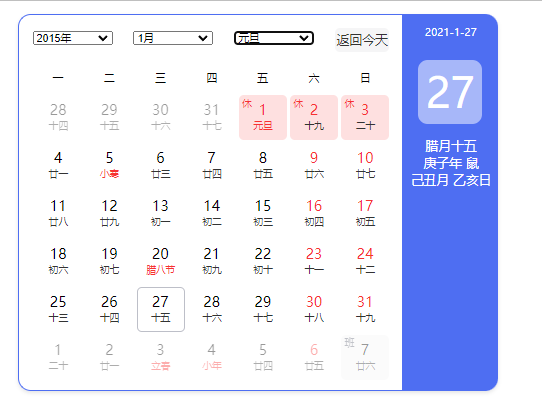 2015年 1月 元旦 返回今天
2021-1-27
27
腊月十五
庚子年 鼠
己丑月 乙亥日
一 二 三 四 五 六 日
28 29 30 31 休 1 休 2 休 3
十四 十五 十六 十七 元旦 十九 二十
4 5 6 7 8 9 10
廿一 小寒 廿三 廿四 廿五 廿六 廿七
11 12 13 14 15 16 17
廿八 廿九 初一 初二 初三 初四 初五
18 19 20 21 22 23 24
初六 初七 腊八节 初九 初十 十一 十二
25 26 27 28 29 30 31
十三 十四 十五 十六 十七 十八 十九
1 2 3 4 5 6 班 7
二十 廿一 立春 小年 廿四 廿五 廿六